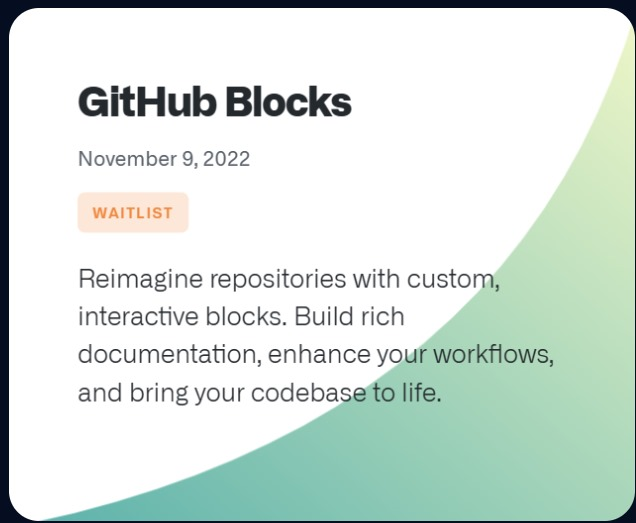 GitHub Blocks
November 9, 2022
WAITLIST
Reimagine repositories with custom,
interactive blocks. Build rich
documentation, enhance your workflows,
and bring your codebase to life.